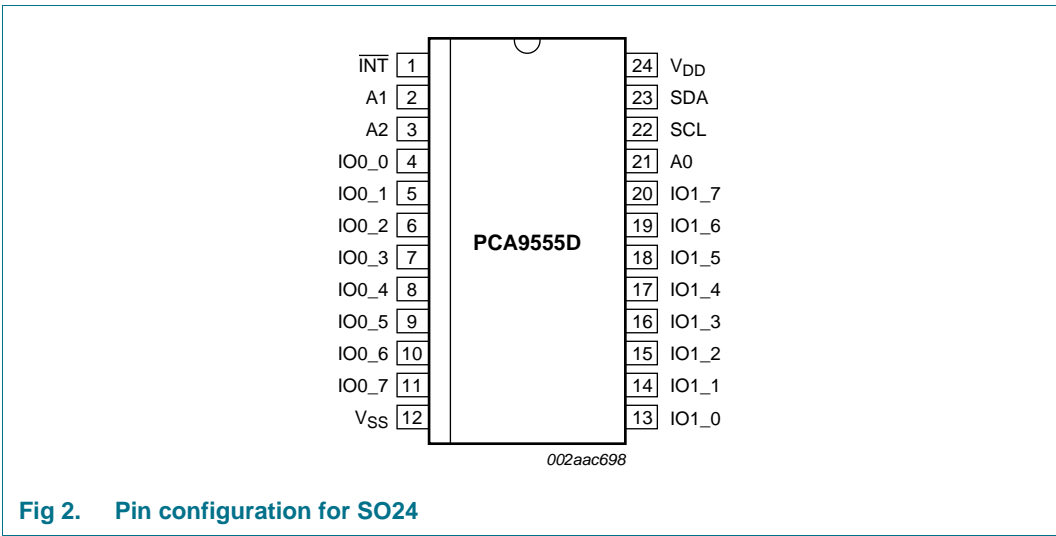 I̅N̅T̅ 1 24 VDD
A1 2 23 SDA
A2 3 22 SCL
IO0_0 4 21 A0
IO0_1 5 20 IO1_7
IO0_2 6 19 IO1_6
IO0_3 7 18 IO1_5
PCA9555D
IO0_4 8 17 IO1_4
IO0_5 9 16 IO1_3
IO0_6 10 15 IO1_2
IO0_7 11 14 IO1_1
VSS 12 13 IO1_0
002aac698
Fig 2. Pin configuration for SO24